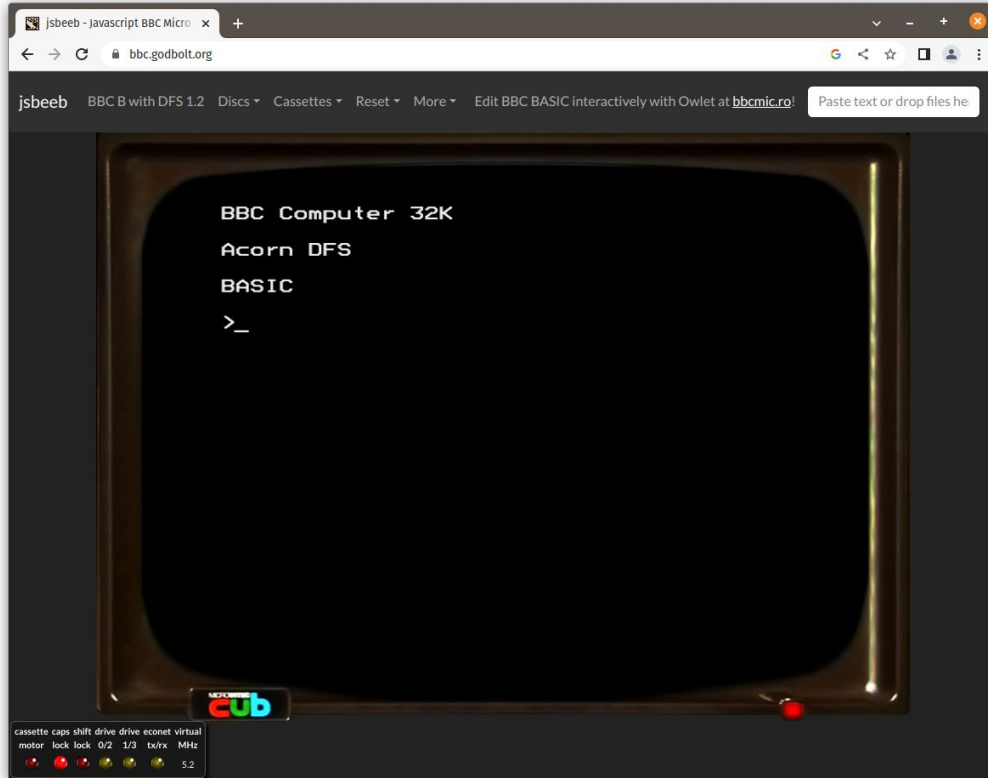 jsbeeb - Javascript BBC Micro
bbc.godbolt.org
G
jsbeeb BBC B with DFS 1.2 Discs Cassettes Reset More Edit BBC BASIC interactively with Owlet at bbcmic.ro! Paste text or drop files he
BBC Computer 32K
Acorn DFS
BASIC
>_
MICROVITEC
cub
cassette caps shift drive drive econet virtual
motor lock lock 0/2 1/3 tx/rx MHz
5.2